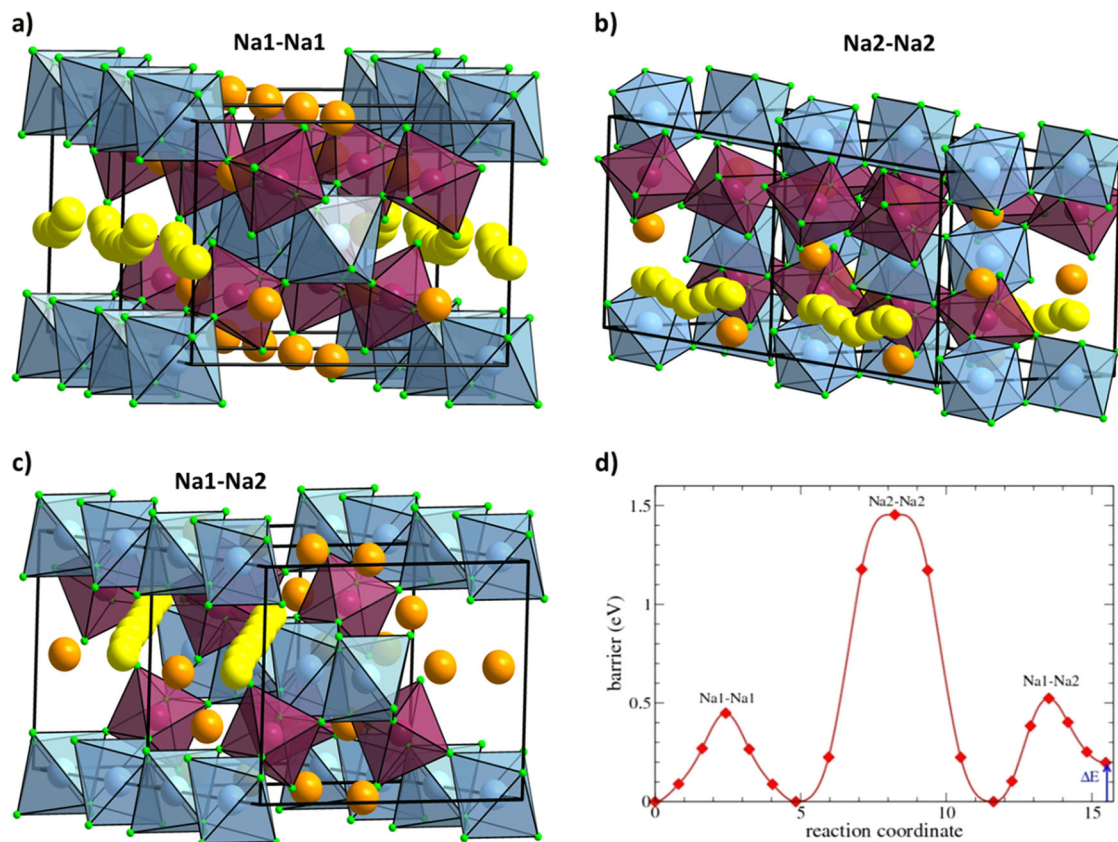 a)
Na1-Na1
b)
Na2-Na2
c)
Na1-Na2
d)
1.5
1
0.5
0
barrier (eV)
Na2-Na2
Na1-Na1
Na1-Na2
ΔE
0
5
10
15
reaction coordinate